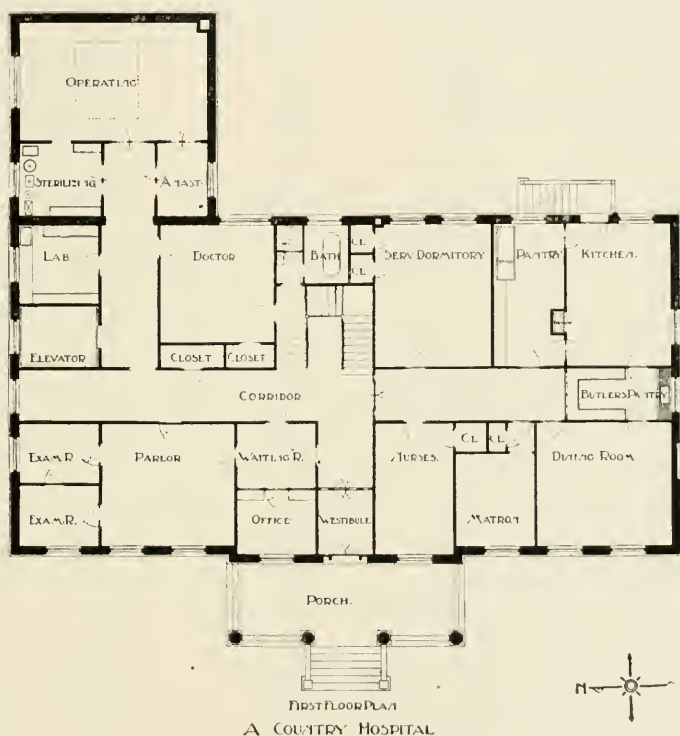 OPERATING
STERILIZING
ANAST.
LAB
DOCTOR
BATH
CL
SERV. DORMITORY
PANTRY
KITCHEN.
CL
ELEVATOR
CLOSET
CLOSET
CORRIDOR
BUTLERS PANTRY
EXAM.R.
PARLOR
WAITING R.
NURSES.
CL
CL
DINING ROOM
EXAM.R.
OFFICE
VESTIBULE
MATRON
PORCH.
N
FIRST FLOOR PLAN
A COUNTRY HOSPITAL